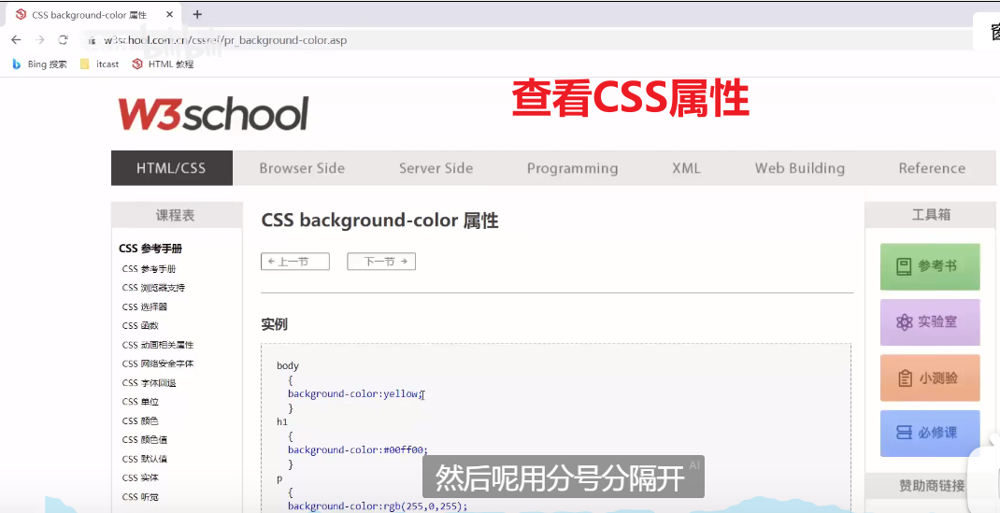 CSS background-color 属性
w3school.com.cn/cssref/pr_background-color.asp
窗
Bing 搜索 itcast HTML 教程
查看CSS属性
W3school
HTML/CSS Browser Side Server Side Programming XML Web Building Reference
课程表
CSS 参考手册
CSS 参考手册
CSS 浏览器支持
CSS 选择器
CSS 函数
CSS 动画相关属性
CSS 网络安全字体
CSS 字体回退
CSS 单位
CSS 颜色
CSS 颜色值
CSS 默认值
CSS 实体
CSS 听觉
CSS background-color 属性
←上一节 下一节→
实例
body
{
background-color:yellow;
}
h1
{
background-color:#00ff00;
}
p
{
background-color:rgb(255,0,255);
工具箱
参考书
实验室
小测验
必修课
赞助商链接
然后呢用分号分隔开
AI